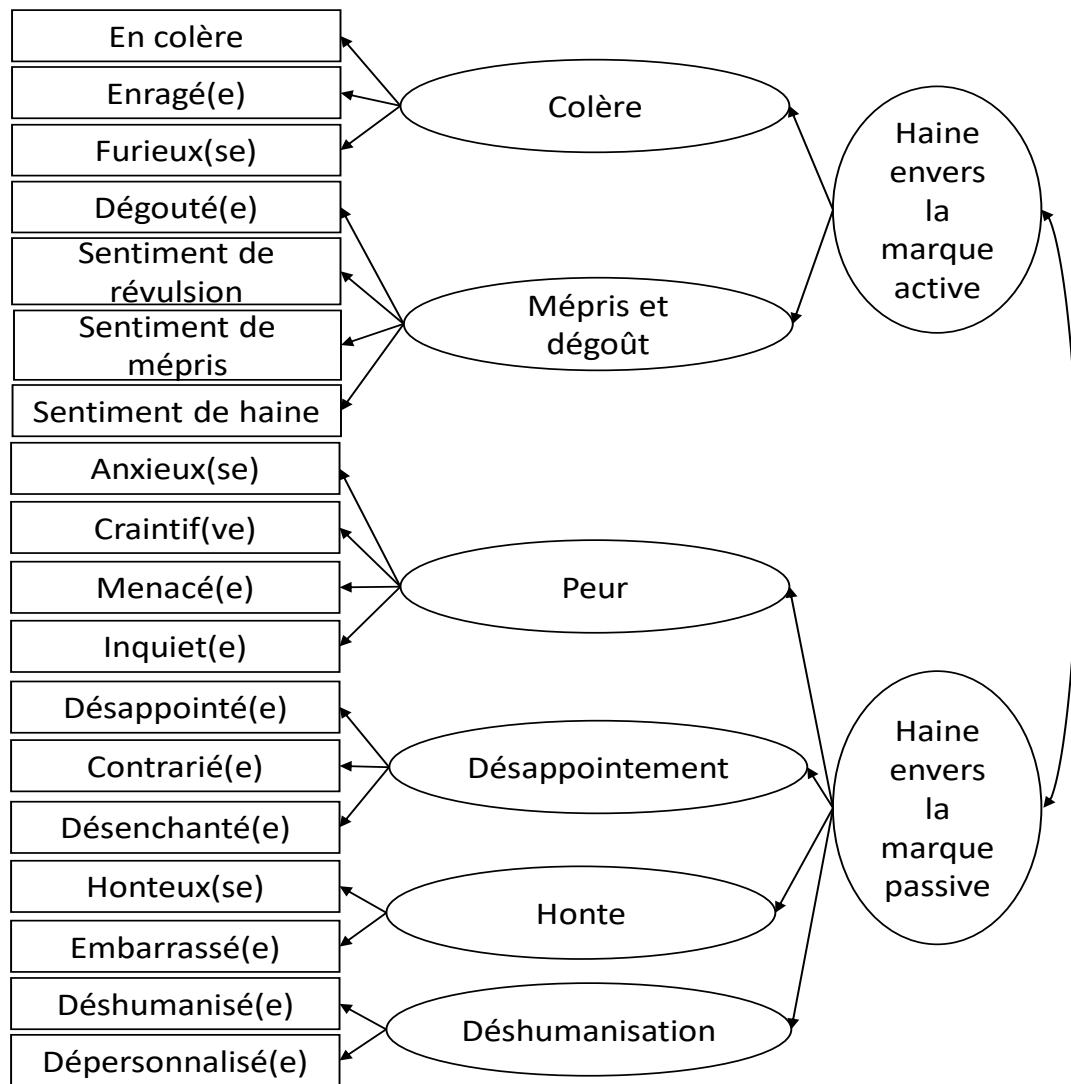 En colère
Enragé(e)
Furieux(se)
Dégouté(e)
Sentiment de
révulsion
Sentiment de
mépris
Sentiment de haine
Anxieux(se)
Craintif(ve)
Menacé(e)
Inquiet(e)
Désappointé(e)
Contrarié(e)
Désenchanté(e)
Honteux(se)
Embarrassé(e)
Déshumanisé(e)
Dépersonnalisé(e)
Colère
Mépris et
dégoût
Peur
Désappointement
Honte
Déshumanisation
Haine
envers
la
marque
active
Haine
envers
la
marque
passive